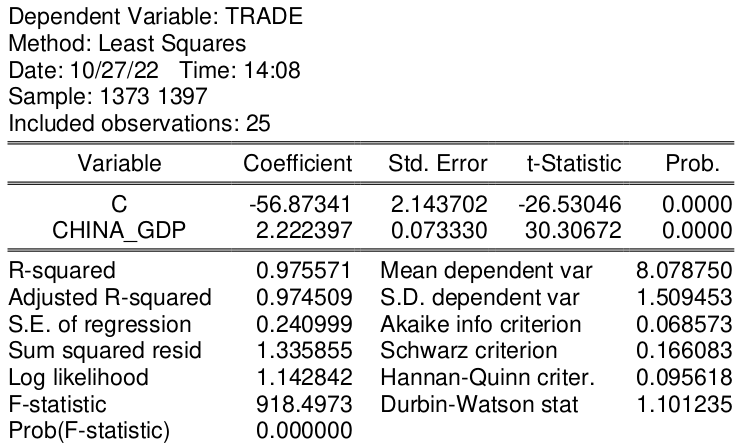 Dependent Variable: TRADE
Method: Least Squares
Date: 10/27/22 Time: 14:08
Sample: 1373 1397
Included observations: 25
Variable Coefficient Std. Error t-Statistic Prob.
C -56.87341 2.143702 -26.53046 0.0000
CHINA_GDP 2.222397 0.073330 30.30672 0.0000
R-squared 0.975571 Mean dependent var 8.078750
Adjusted R-squared 0.974509 S.D. dependent var 1.509453
S.E. of regression 0.240999 Akaike info criterion 0.068573
Sum squared resid 1.335855 Schwarz criterion 0.166083
Log likelihood 1.142842 Hannan-Quinn criter. 0.095618
F-statistic 918.4973 Durbin-Watson stat 1.101235
Prob(F-statistic) 0.000000